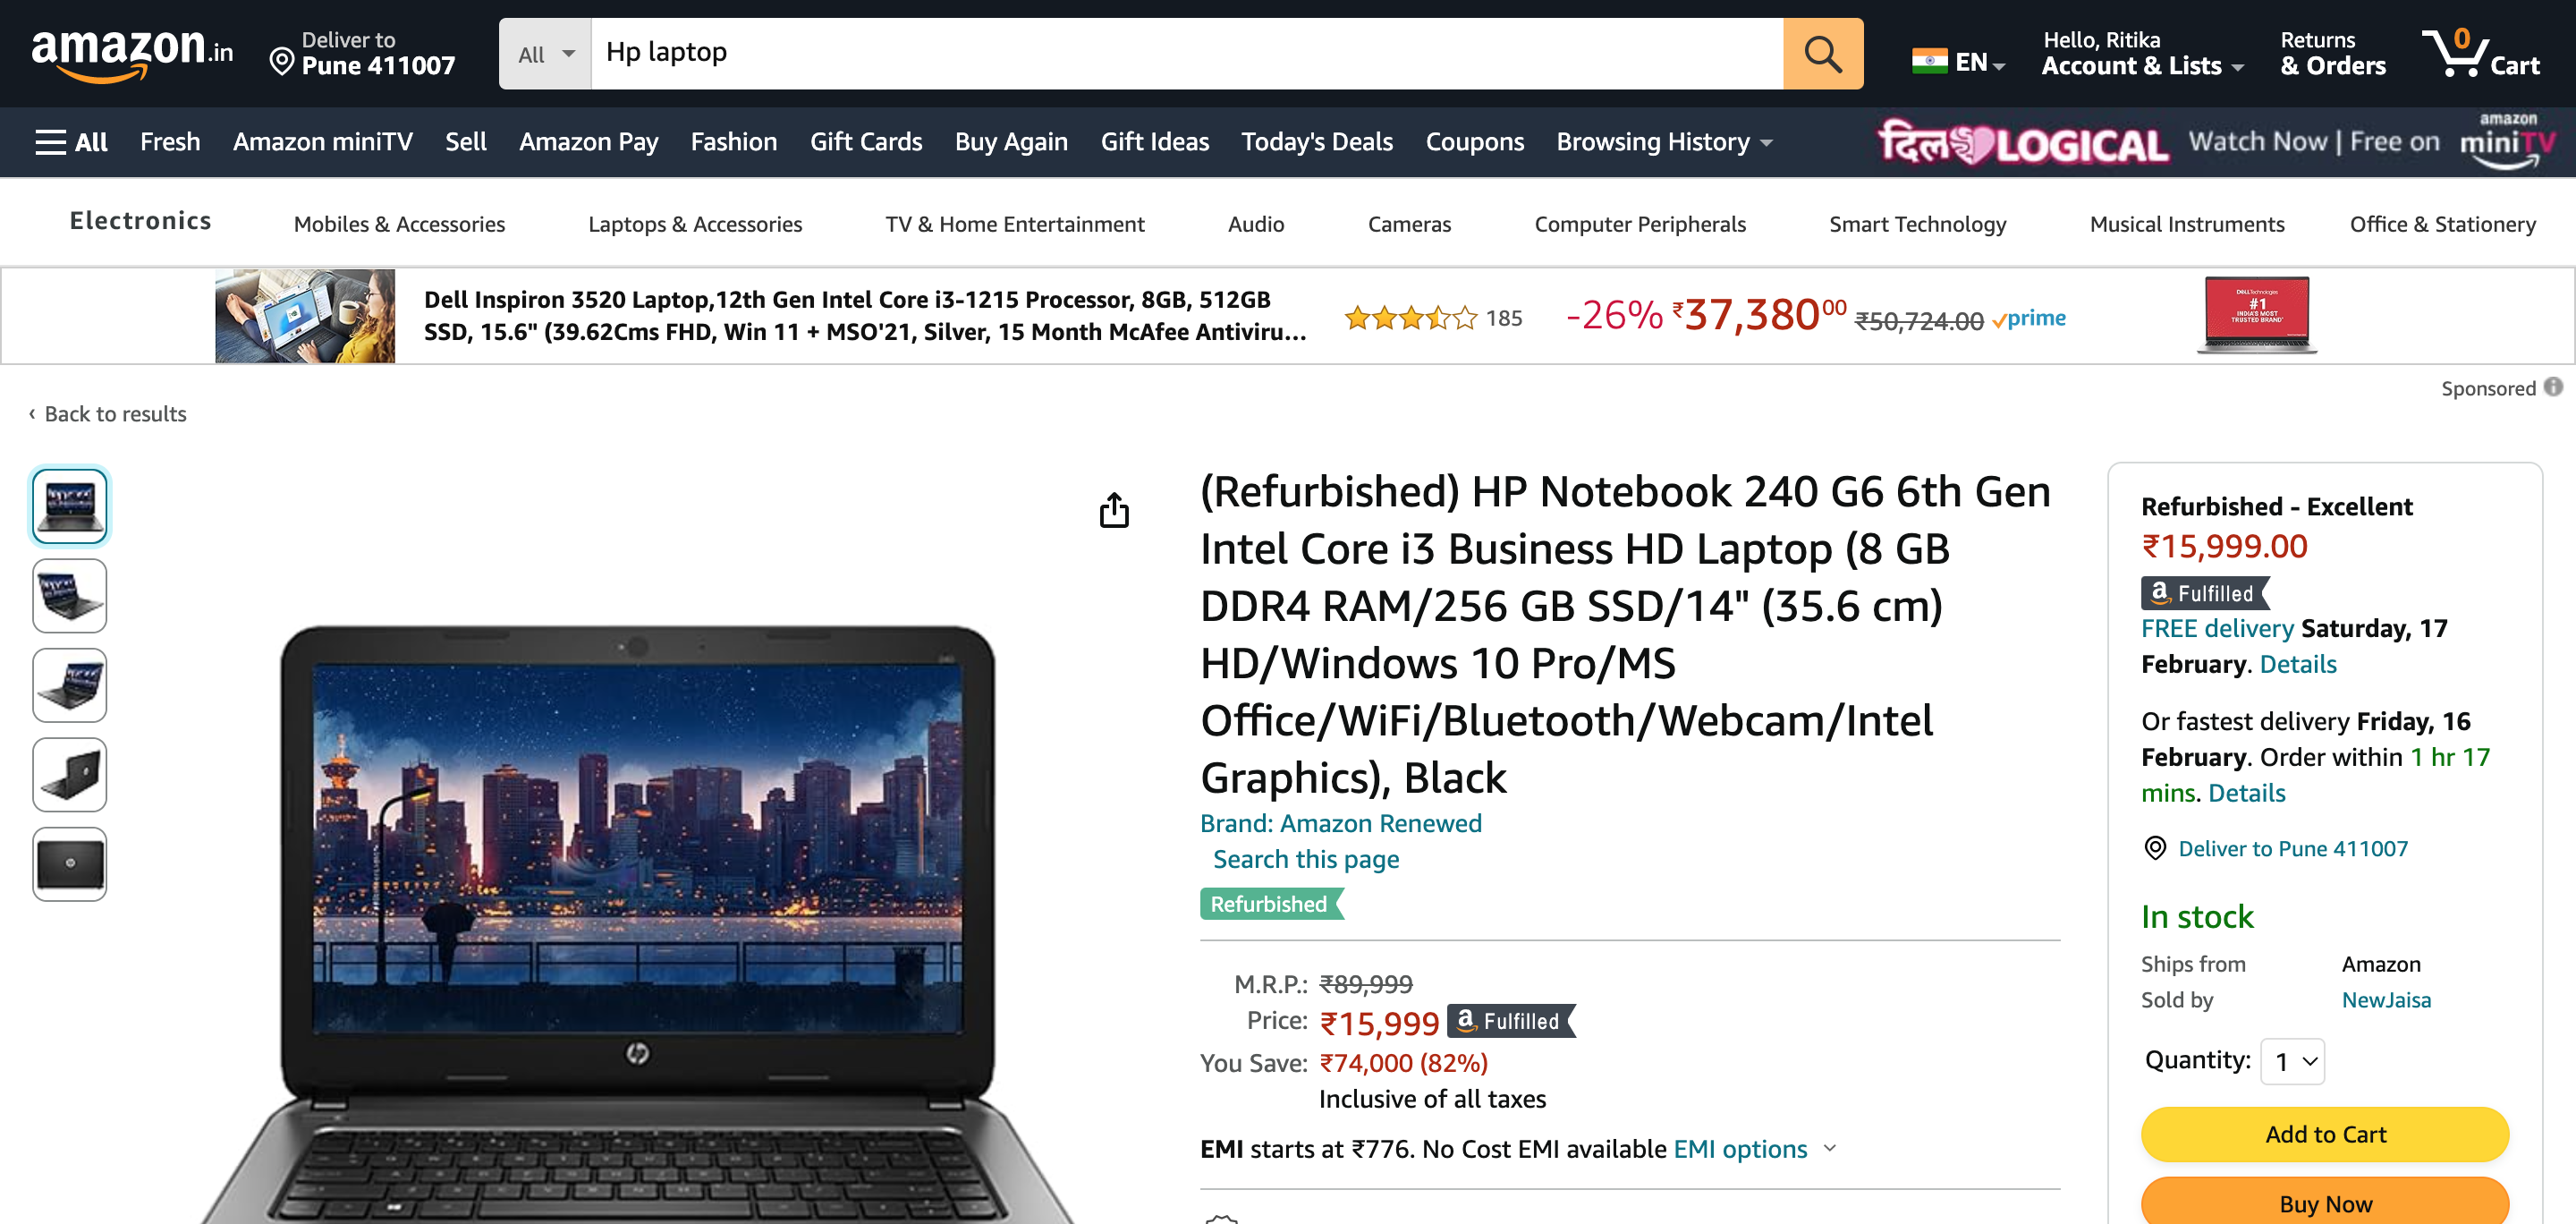 amazon.in
Deliver to
Pune 411007
All
Hp laptop
EN
Hello, Ritika
Account & Lists
Returns
& Orders
0
Cart
All
Fresh
Amazon miniTV
Sell
Amazon Pay
Fashion
Gift Cards
Buy Again
Gift Ideas
Today's Deals
Coupons
Browsing History
दिल LOGICAL
Watch Now | Free on
amazon
miniTV
Electronics
Mobiles & Accessories
Laptops & Accessories
TV & Home Entertainment
Audio
Cameras
Computer Peripherals
Smart Technology
Musical Instruments
Office & Stationery
Dell Inspiron 3520 Laptop,12th Gen Intel Core i3-1215 Processor, 8GB, 512GB
SSD, 15.6" (39.62Cms FHD, Win 11 + MSO'21, Silver, 15 Month McAfee Antiviru...
185
-26% ₹37,38000 ₹50,724.00 prime
DELLTechnologies
#1
INDIA'S MOST
TRUSTED BRAND*
Sponsored
‹ Back to results
(Refurbished) HP Notebook 240 G6 6th Gen
Intel Core i3 Business HD Laptop (8 GB
DDR4 RAM/256 GB SSD/14" (35.6 cm)
HD/Windows 10 Pro/MS
Office/WiFi/Bluetooth/Webcam/Intel
Graphics), Black
Brand: Amazon Renewed
Search this page
Refurbished
M.R.P.: ₹89,999
Price: ₹15,999 a Fulfilled
You Save: ₹74,000 (82%)
Inclusive of all taxes
EMI starts at ₹776. No Cost EMI available EMI options
hp
Refurbished - Excellent
₹15,999.00
a Fulfilled
FREE delivery Saturday, 17
February. Details
Or fastest delivery Friday, 16
February. Order within 1 hr 17
mins. Details
Deliver to Pune 411007
In stock
Ships from Amazon
Sold by NewJaisa
Quantity: 1
Add to Cart
Buy Now